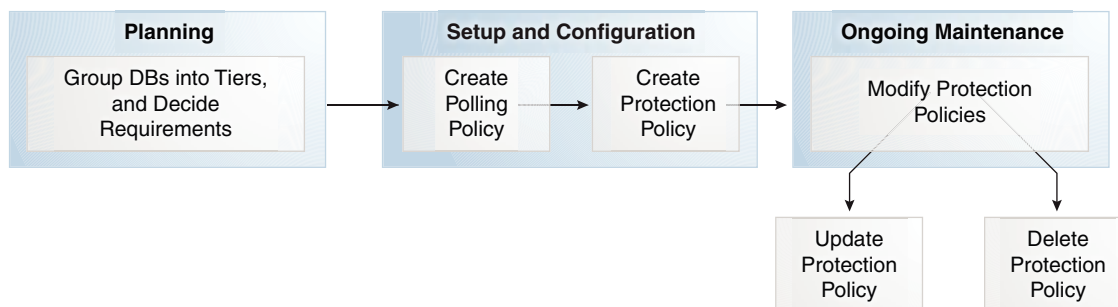 Planning
Group DBs into Tiers,
and Decide
Requirements
Setup and Configuration
Create
Polling
Policy
Create
Protection
Policy
Ongoing Maintenance
Modify Protection
Policies
Update
Protection
Policy
Delete
Protection
Policy